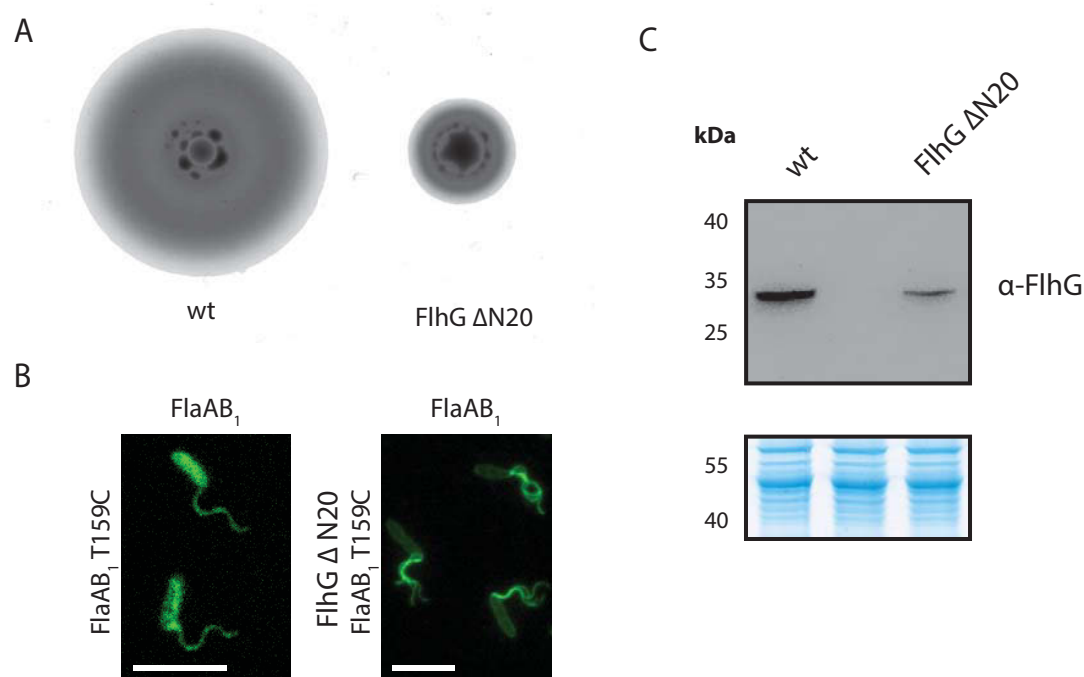 A
wt
FlhG ΔN20
B
FlaAB₁
FlaAB₁ T159C
FlaAB₁
FlhG Δ N20
FlaAB₁ T159C
C
kDa
wt
FlhG ΔN20
40
35
25
α-FlhG
55
40